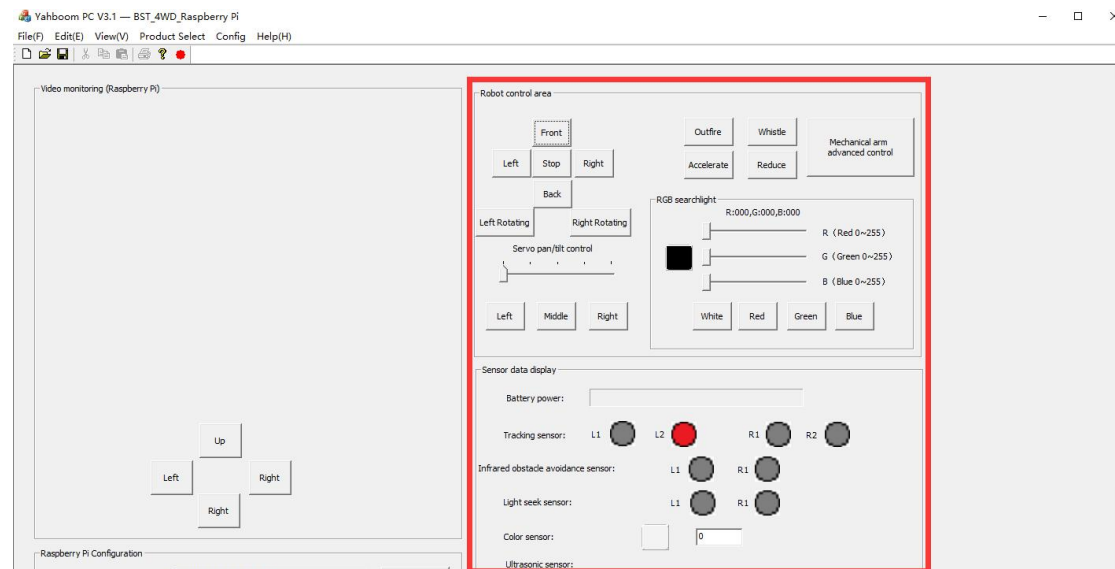 Yahboom PC V3.1 — BST_4WD_Raspberry Pi
File(F) Edit(E) View(V) Product Select Config Help(H)
Video monitoring (Raspberry Pi)
Up
Left Right
Right
Raspberry Pi Configuration
Robot control area
Front
Left Stop Right
Back
Left Rotating Right Rotating
Servo pan/tilt control
Left Middle Right
Outfire Whistle
Accelerate Reduce
Mechanical arm
advanced control
RGB searchlight
R:000,G:000,B:000
R (Red 0~255)
G (Green 0~255)
B (Blue 0~255)
White Red Green Blue
Sensor data display
Battery power:
Tracking sensor: L1 L2 R1 R2
Infrared obstacle avoidance sensor: L1 R1
Light seek sensor: L1 R1
Color sensor: 0
Ultrasonic sensor: